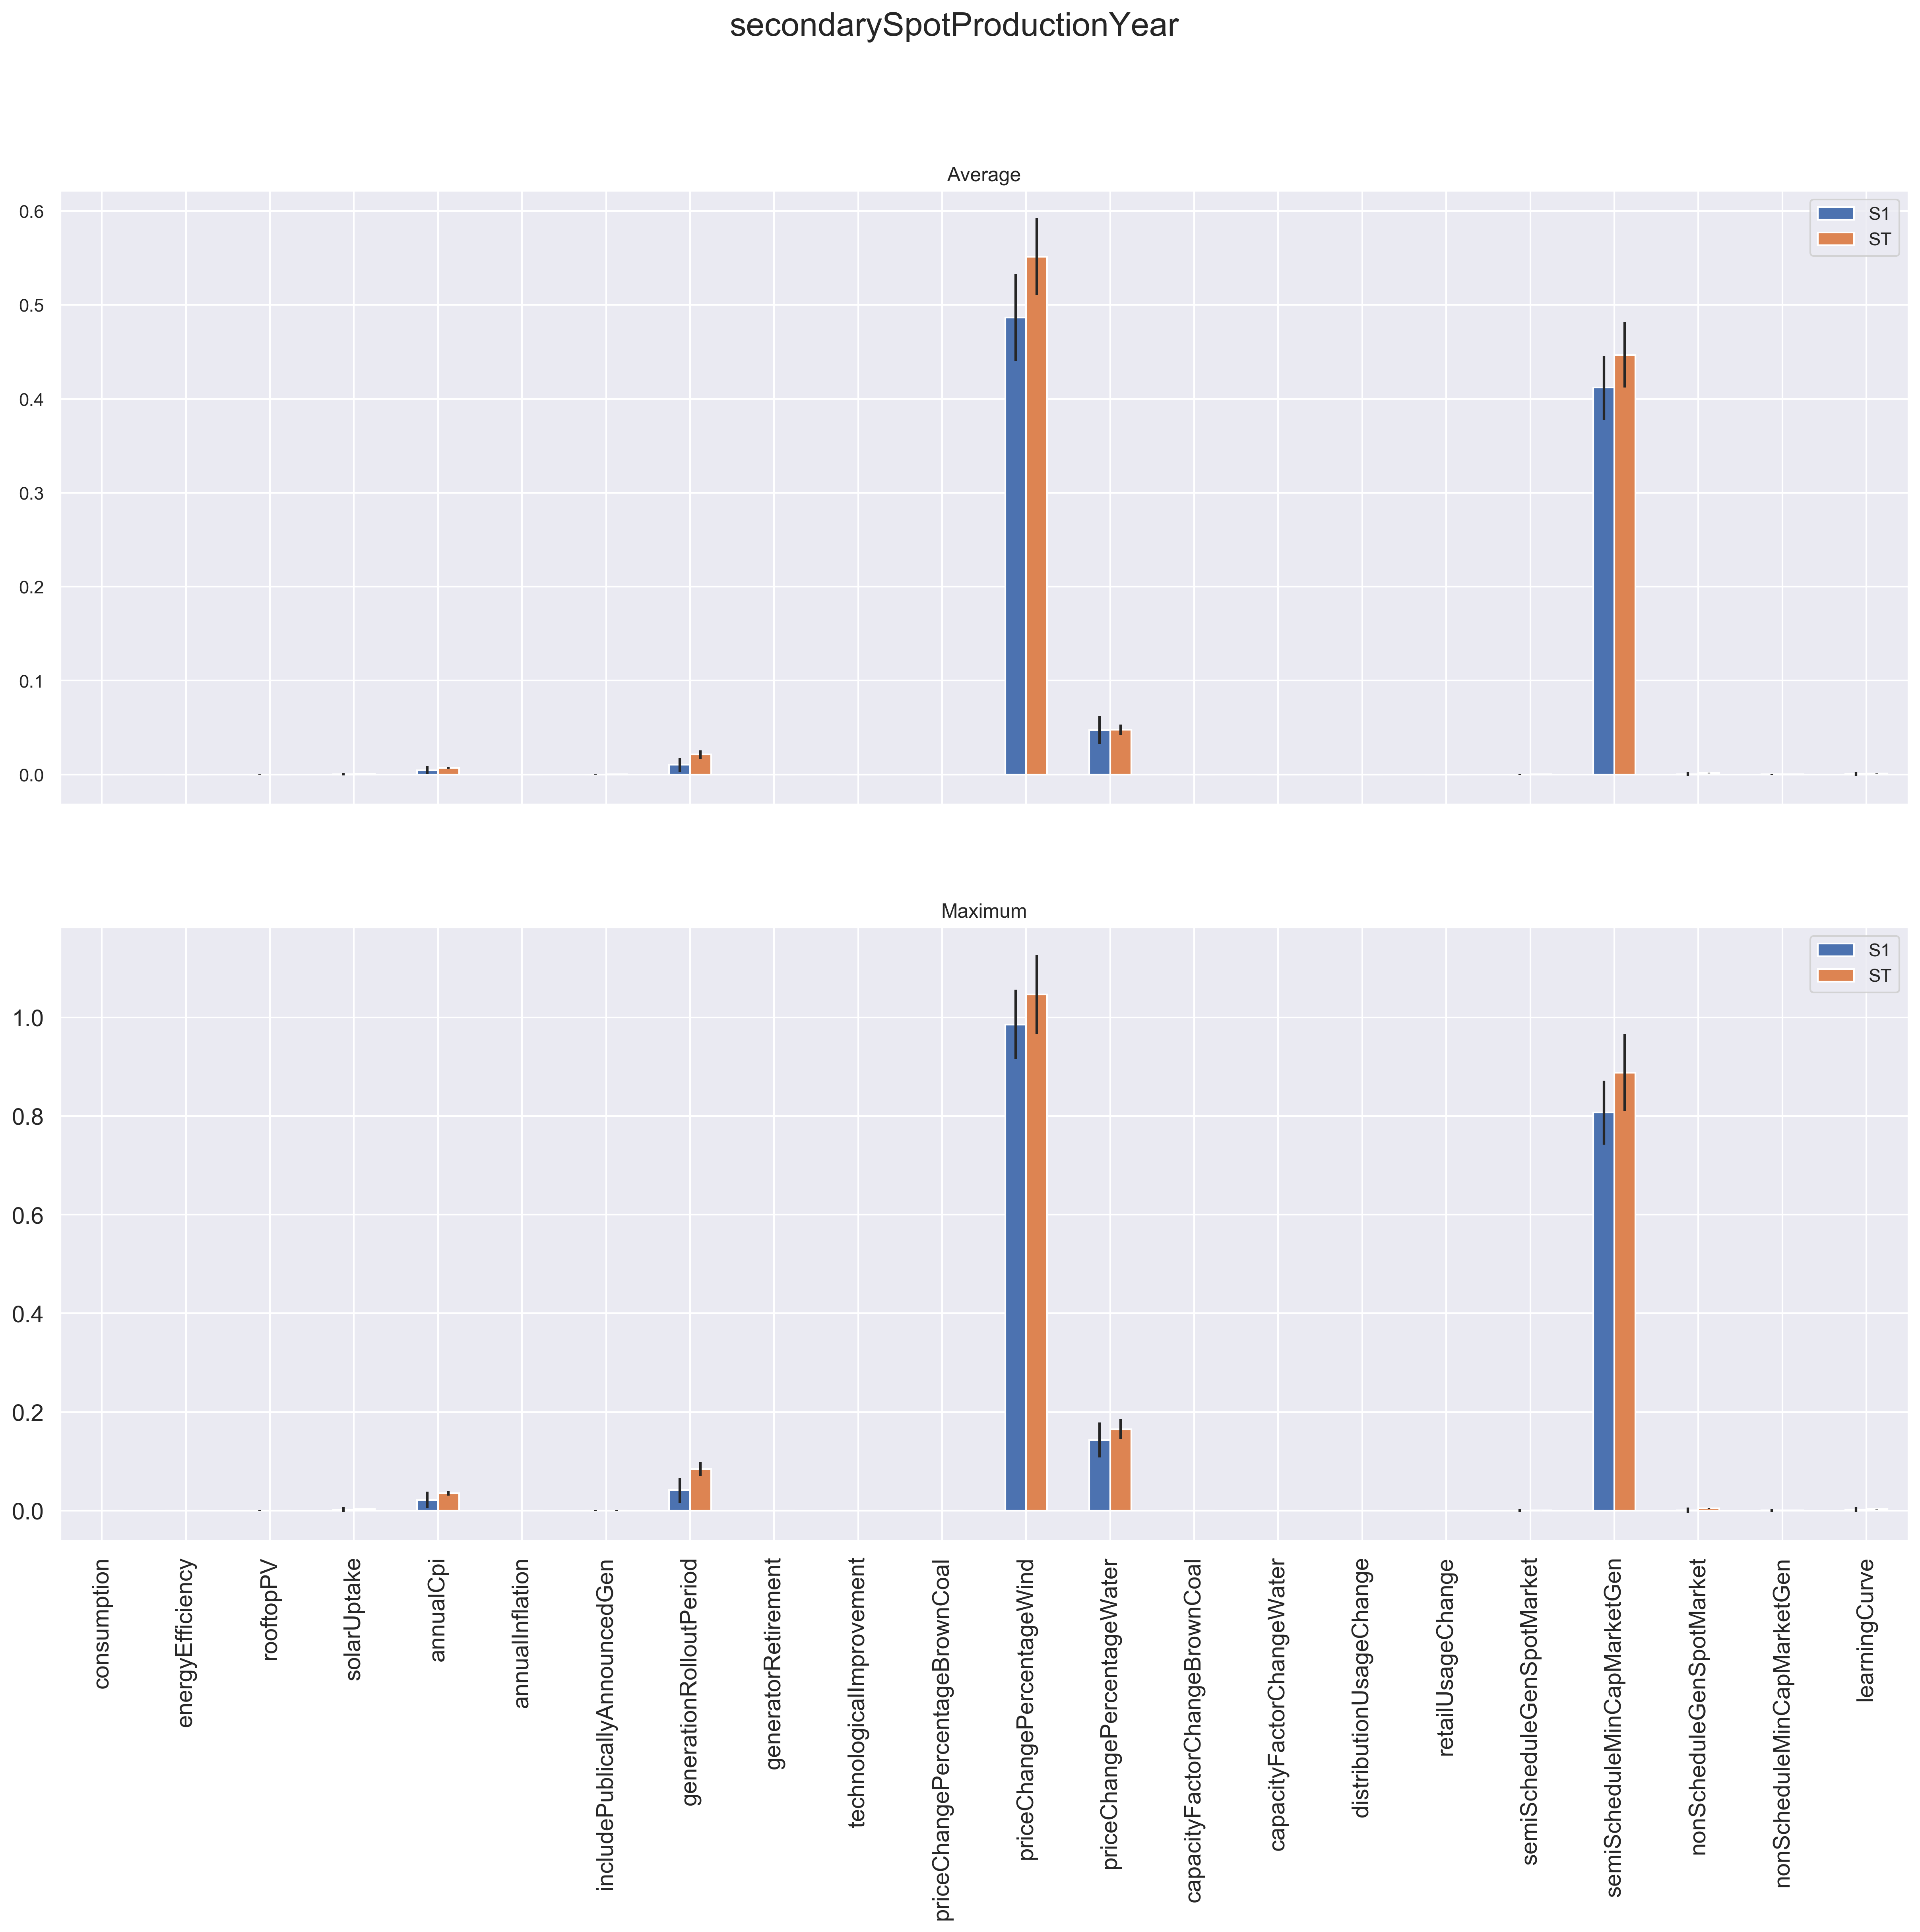 secondarySpotProductionYear
Average
0.6
0.5
0.4
0.3
0.2
0.1
0.0
S1
ST
Maximum
1.0
0.8
0.6
0.4
0.2
0.0
S1
ST
consumption
energyEfficiency
rooftopPV
solarUptake
annualCpi
annualInflation
includePublicallyAnnouncedGen
generationRolloutPeriod
generatorRetirement
technologicalImprovement
priceChangePercentageBrownCoal
priceChangePercentageWind
priceChangePercentageWater
capacityFactorChangeBrownCoal
capacityFactorChangeWater
distributionUsageChange
retailUsageChange
semiScheduleGenSpotMarket
semiScheduleMinCapMarketGen
nonScheduleGenSpotMarket
nonScheduleMinCapMarketGen
learningCurve